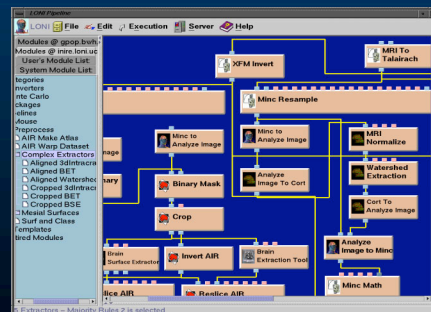 LONI Pipeline
LONI File Edit Execution Server Help
Modules @ gpop.bwh.
Modules @ inire.loni.uc
User's Module List
System Module List
tegories
nverters
nte Carlo
ckages
elines
Mouse
Preprocess
AIR Make Atlas
AIR Warp Dataset
Complex Extractors
Aligned 3dIntrac
Aligned BET
Aligned Watershed
Cropped 3dIntrac
Cropped BET
Cropped BSE
Mesial Surfaces
Surf and Class
Templates
tired Modules
XFM Invert
MRI To
Talairach
Minc Resample
Minc to
Analyze Image
Minc to
Analyze Image
MRI
Normalize
mage
Binary Mask
Analyze
Image To Cort
Watershed
Extraction
nary
Crop
Cort To
Analyze Image
Brain
Surface Extractor
Invert AIR
Brain
Extraction Tool
Analyze
Image to Minc
Minc Math
lice AIR
Reslice AIR
Extractors - Majority Rules 2 is selected